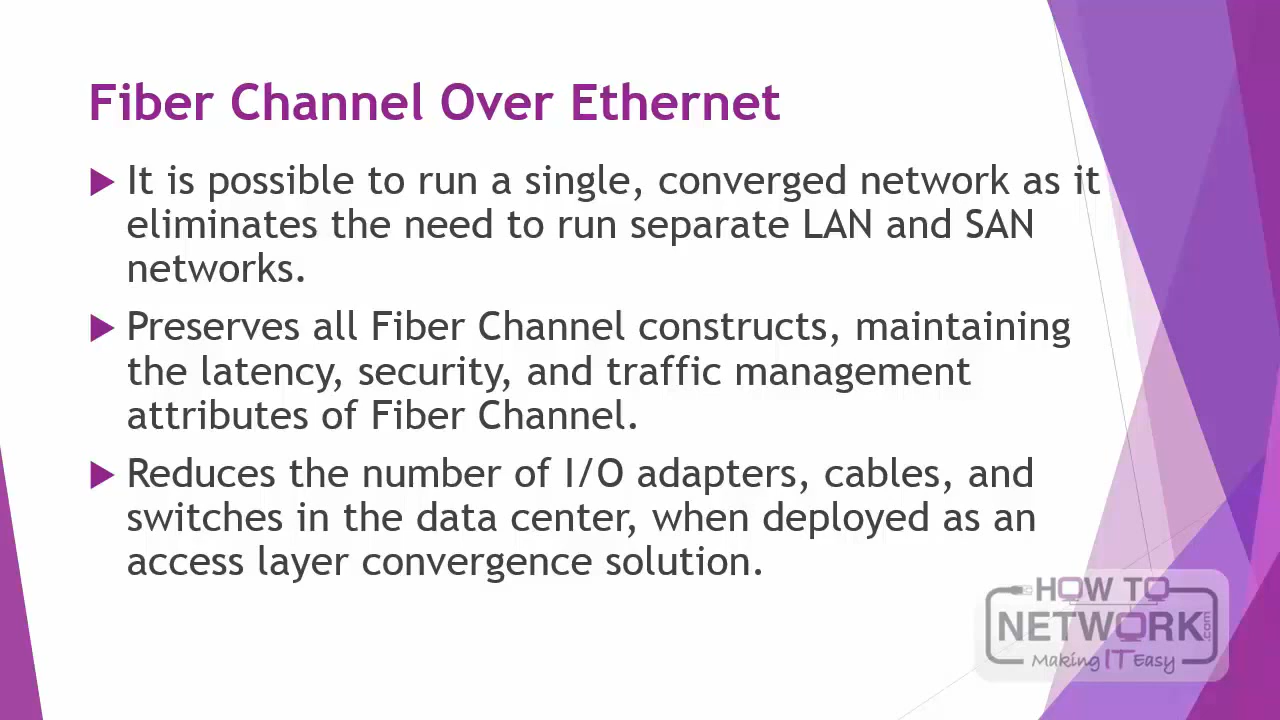 Fiber Channel Over Ethernet
It is possible to run a single, converged network as it
eliminates the need to run separate LAN and SAN
networks.
Preserves all Fiber Channel constructs, maintaining
the latency, security, and traffic management
attributes of Fiber Channel.
Reduces the number of I/O adapters, cables, and
switches in the data center, when deployed as an
access layer convergence solution.
HOW TO
NETWORK.com
Making IT Easy